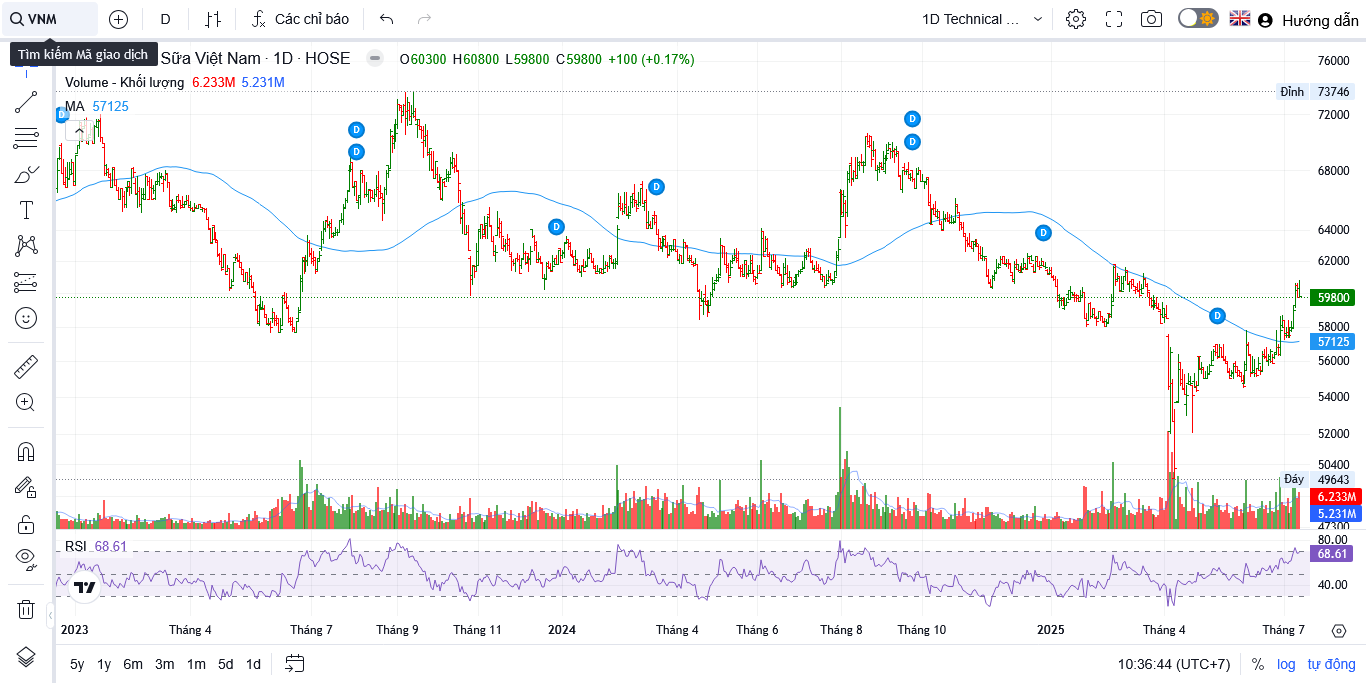 VNM
D
Các chỉ báo
1D Technical ...
Hướng dẫn
Tìm kiếm Mã giao dịch
Sữa Việt Nam · 1D · HOSE
O60300 H60800 L59800 C59800 +100 (+0.17%)
Volume - Khối lượng 6.233M 5.231M
MA 57125
D
D
D
D
D
D
D
D
D
76000
Đỉnh 73746
72000
68000
64000
62000
59800
58000
57125
56000
54000
52000
50400
Đáy 49643
6.233M
5.231M
47300
RSI 68.61
80.00
68.61
40.00
2023 Tháng 4 Tháng 7 Tháng 9 Tháng 11 2024 Tháng 4 Tháng 6 Tháng 8 Tháng 10 2025 Tháng 4 Tháng 7
5y 1y 6m 3m 1m 5d 1d
10:36:44 (UTC+7) % log tự động